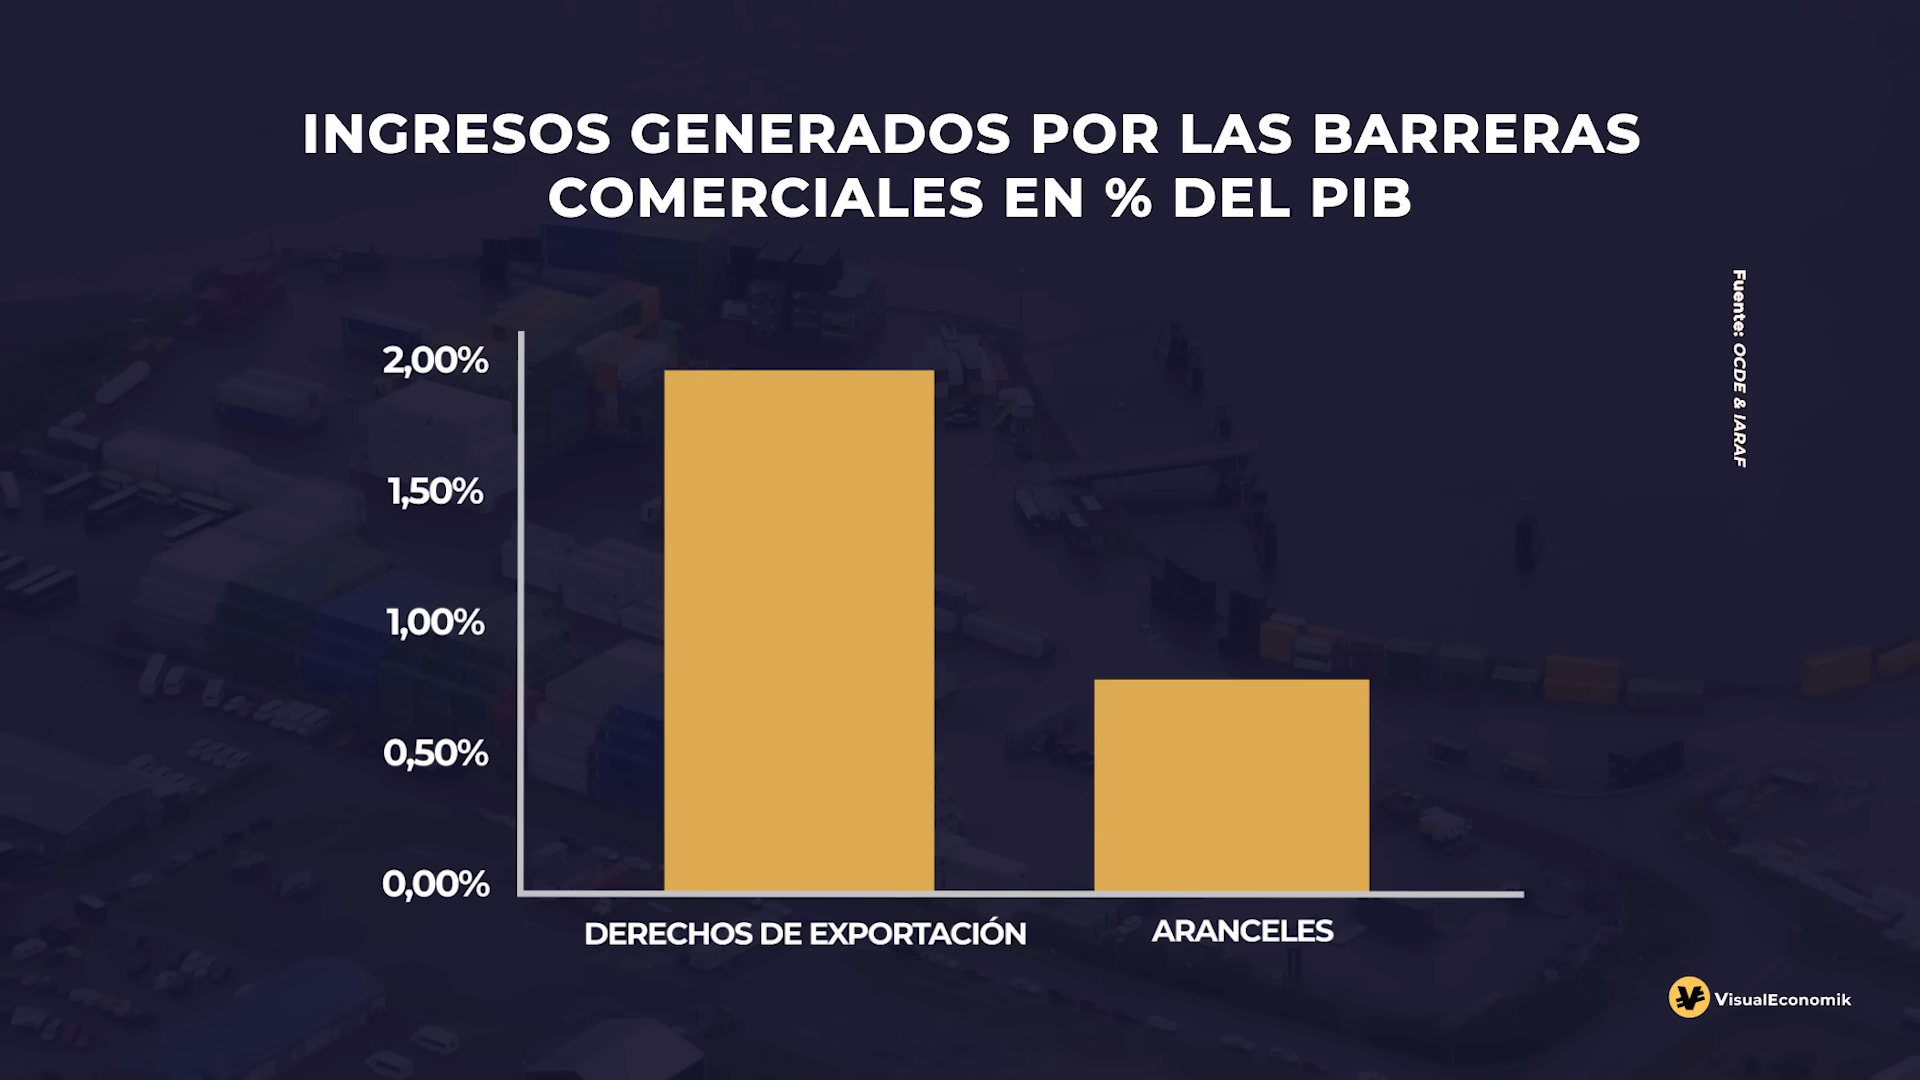 INGRESOS GENERADOS POR LAS BARRERAS
COMERCIALES EN % DEL PIB
Fuente: OCDE & IARAF
2,00%
1,50%
1,00%
0,50%
0,00%
DERECHOS DE EXPORTACIÓN
ARANCELES
VisualEconomik